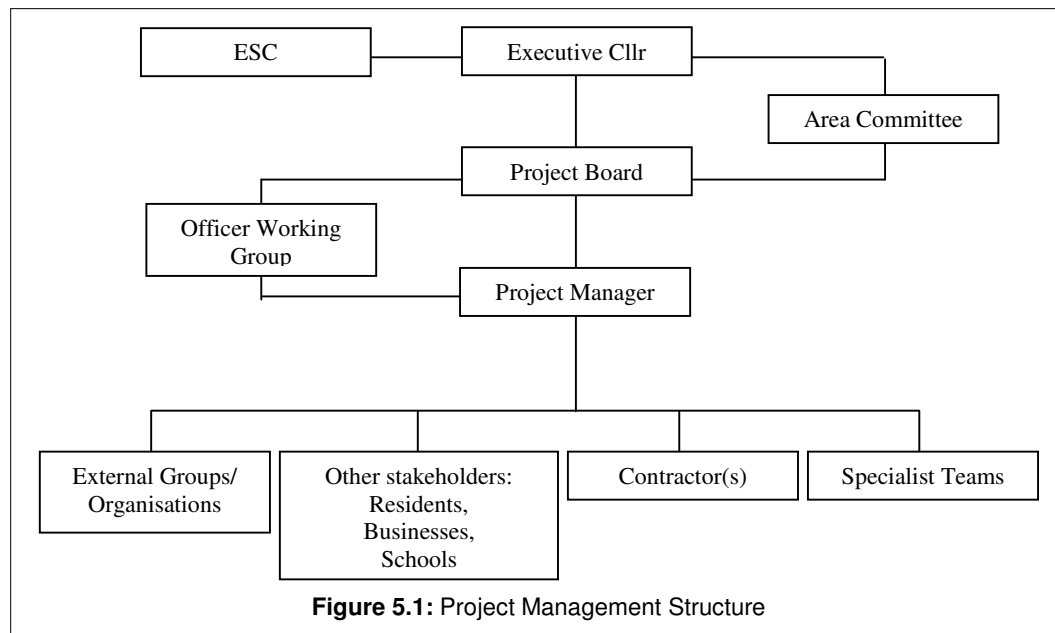 ESC
Executive Cllr
Area Committee
Project Board
Officer Working
Group
Project Manager
External Groups/
Organisations
Other stakeholders:
Residents,
Businesses,
Schools
Contractor(s)
Specialist Teams
Figure 5.1: Project Management Structure